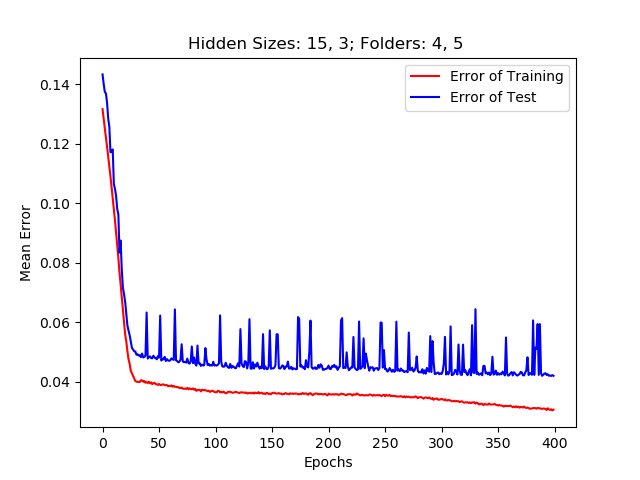 Hidden Sizes: 15, 3; Folders: 4, 5
Error of Training
Error of Test
Mean Error
0.14
0.12
0.10
0.08
0.06
0.04
0 50 100 150 200 250 300 350 400
Epochs